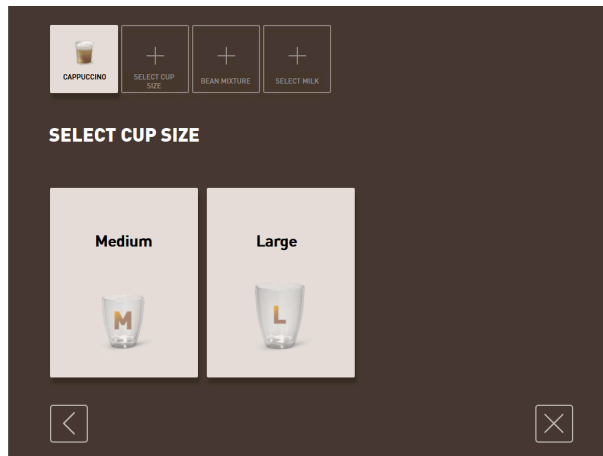 CAPPUCCINO
SELECT CUP
SIZE
BEAN MIXTURE
SELECT MILK
SELECT CUP SIZE
Medium
Large
M
L